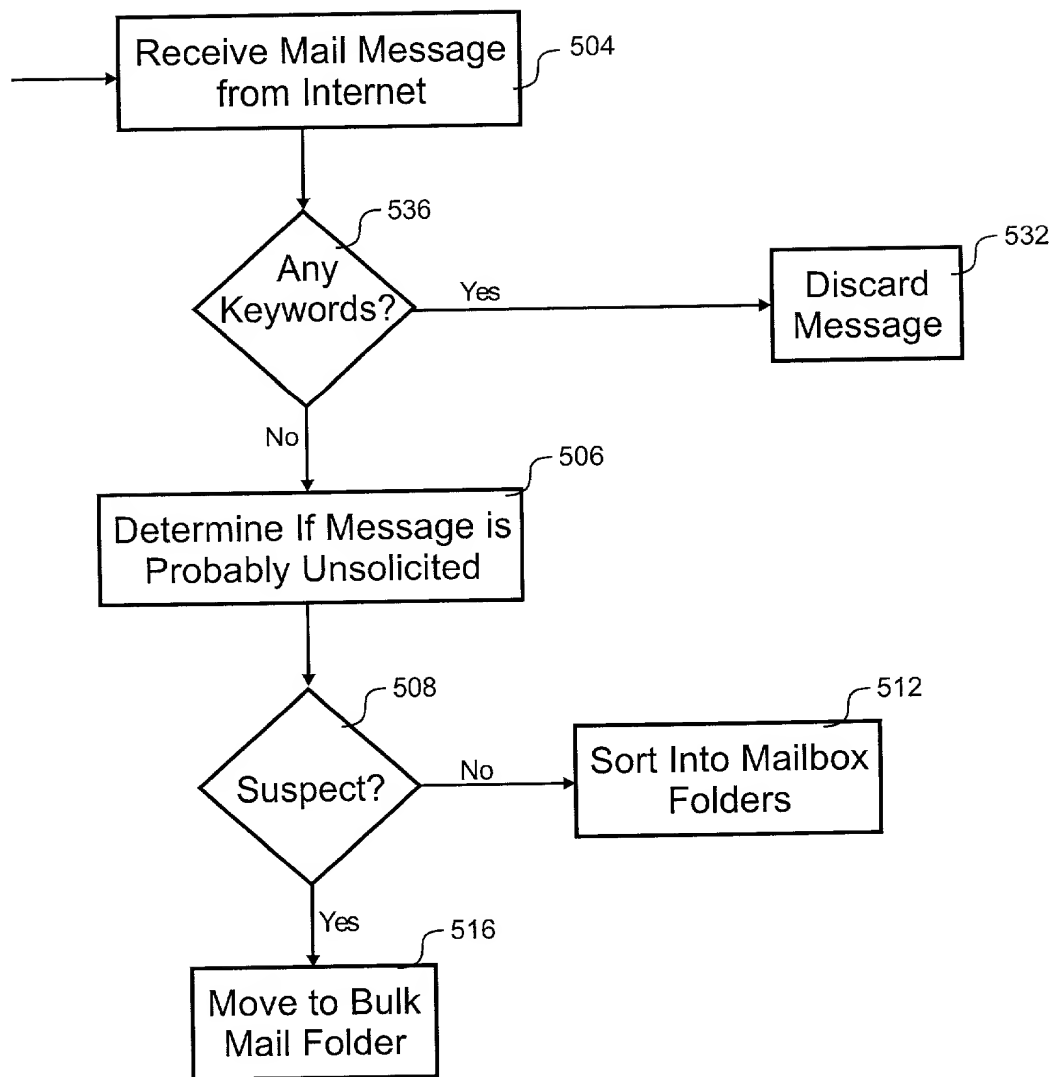 Receive Mail Message
from Internet
504
536
Any
Keywords?
Yes
532
Discard
Message
No
506
Determine If Message is
Probably Unsolicited
508
Suspect?
No
512
Sort Into Mailbox
Folders
Yes
516
Move to Bulk
Mail Folder